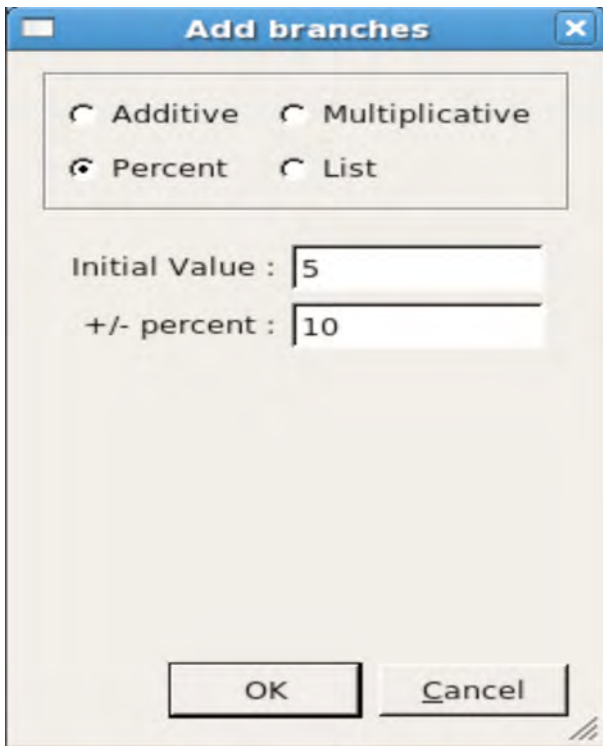 Add branches
Additive Multiplicative
Percent List
Initial Value : 5
+/- percent : 10
OK Cancel